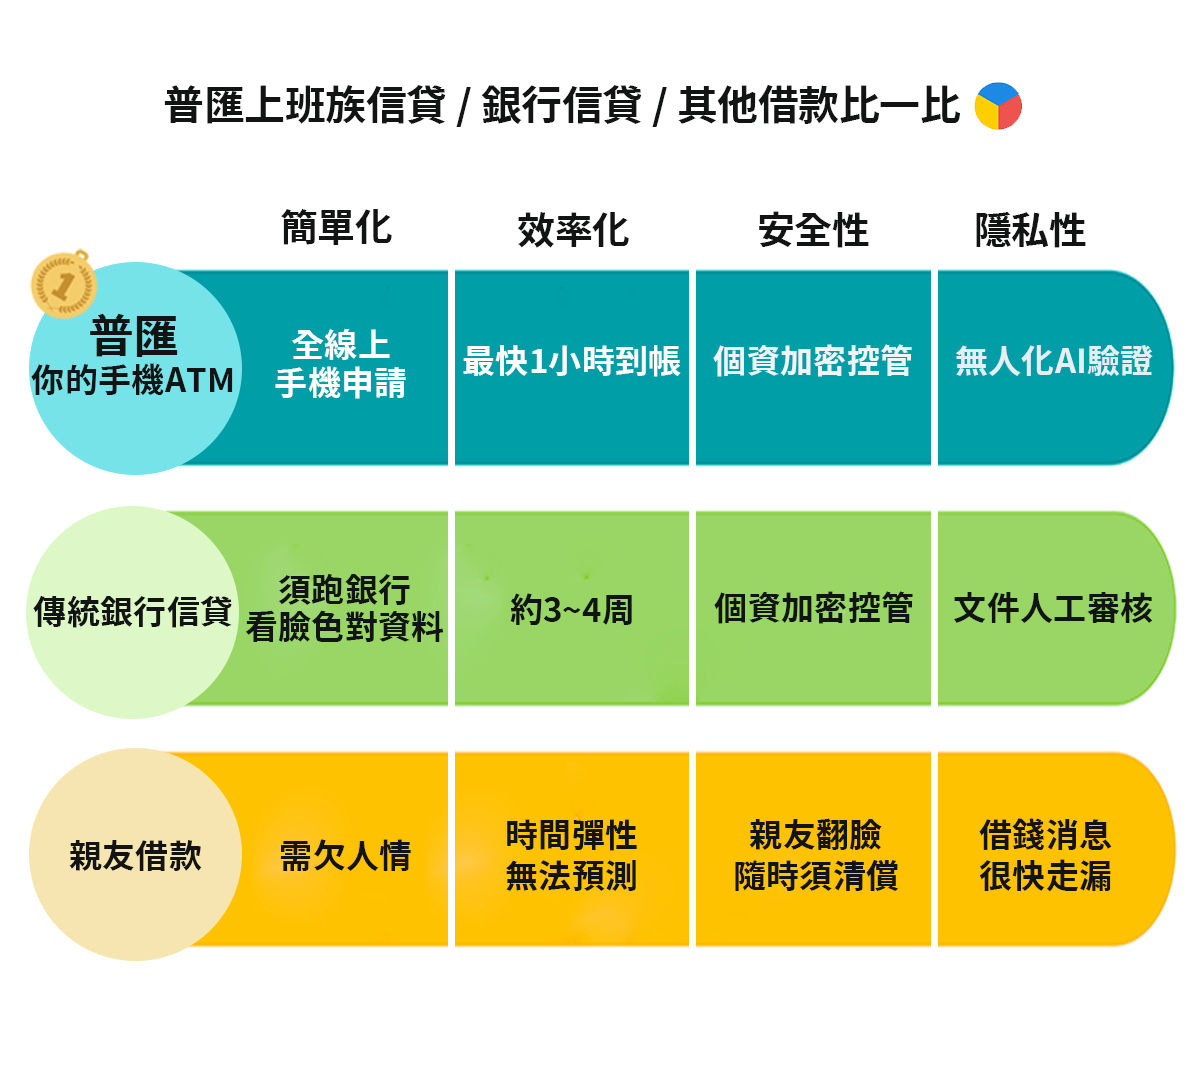 普匯上班族信貸 / 銀行信貸 / 其他借款比一比
簡單化
效率化
安全性
隱私性
1
普匯
你的手機ATM
全線上
手機申請
最快1小時到帳
個資加密控管
無人化AI驗證
傳統銀行信貸
須跑銀行
看臉色對資料
約3~4周
個資加密控管
文件人工審核
親友借款
需欠人情
時間彈性
無法預測
親友翻臉
隨時須清償
借錢消息
很快走漏